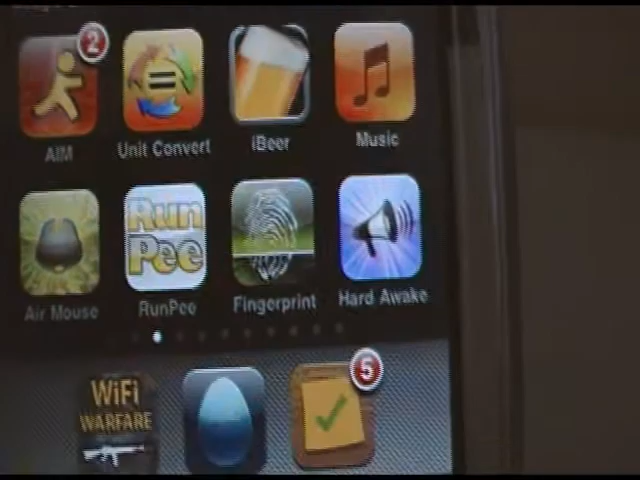 2
AIM
Unit Convert
iBeer
Music
Run
Pee
Air Mouse
RunPee
Fingerprint
Hard Awake
5
WiFi
WARFARE